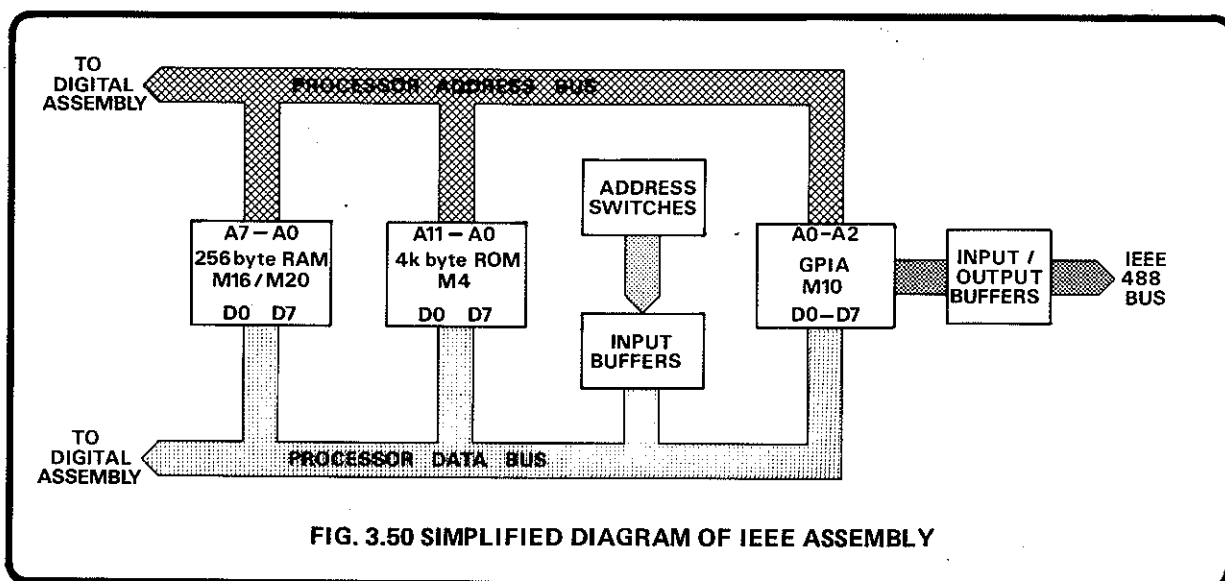 TO
DIGITAL
ASSEMBLY
PROCESSOR ADDRESS BUS
A7-A0
256 byte RAM
M16/M20
D0 D7
A11-A0
4k byte ROM
M4
D0 D7
ADDRESS
SWITCHES
INPUT
BUFFERS
A0-A2
GPIA
M10
D0-D7
INPUT /
OUTPUT
BUFFERS
IEEE
488
BUS
TO
DIGITAL
ASSEMBLY
PROCESSOR DATA BUS
FIG. 3.50 SIMPLIFIED DIAGRAM OF IEEE ASSEMBLY